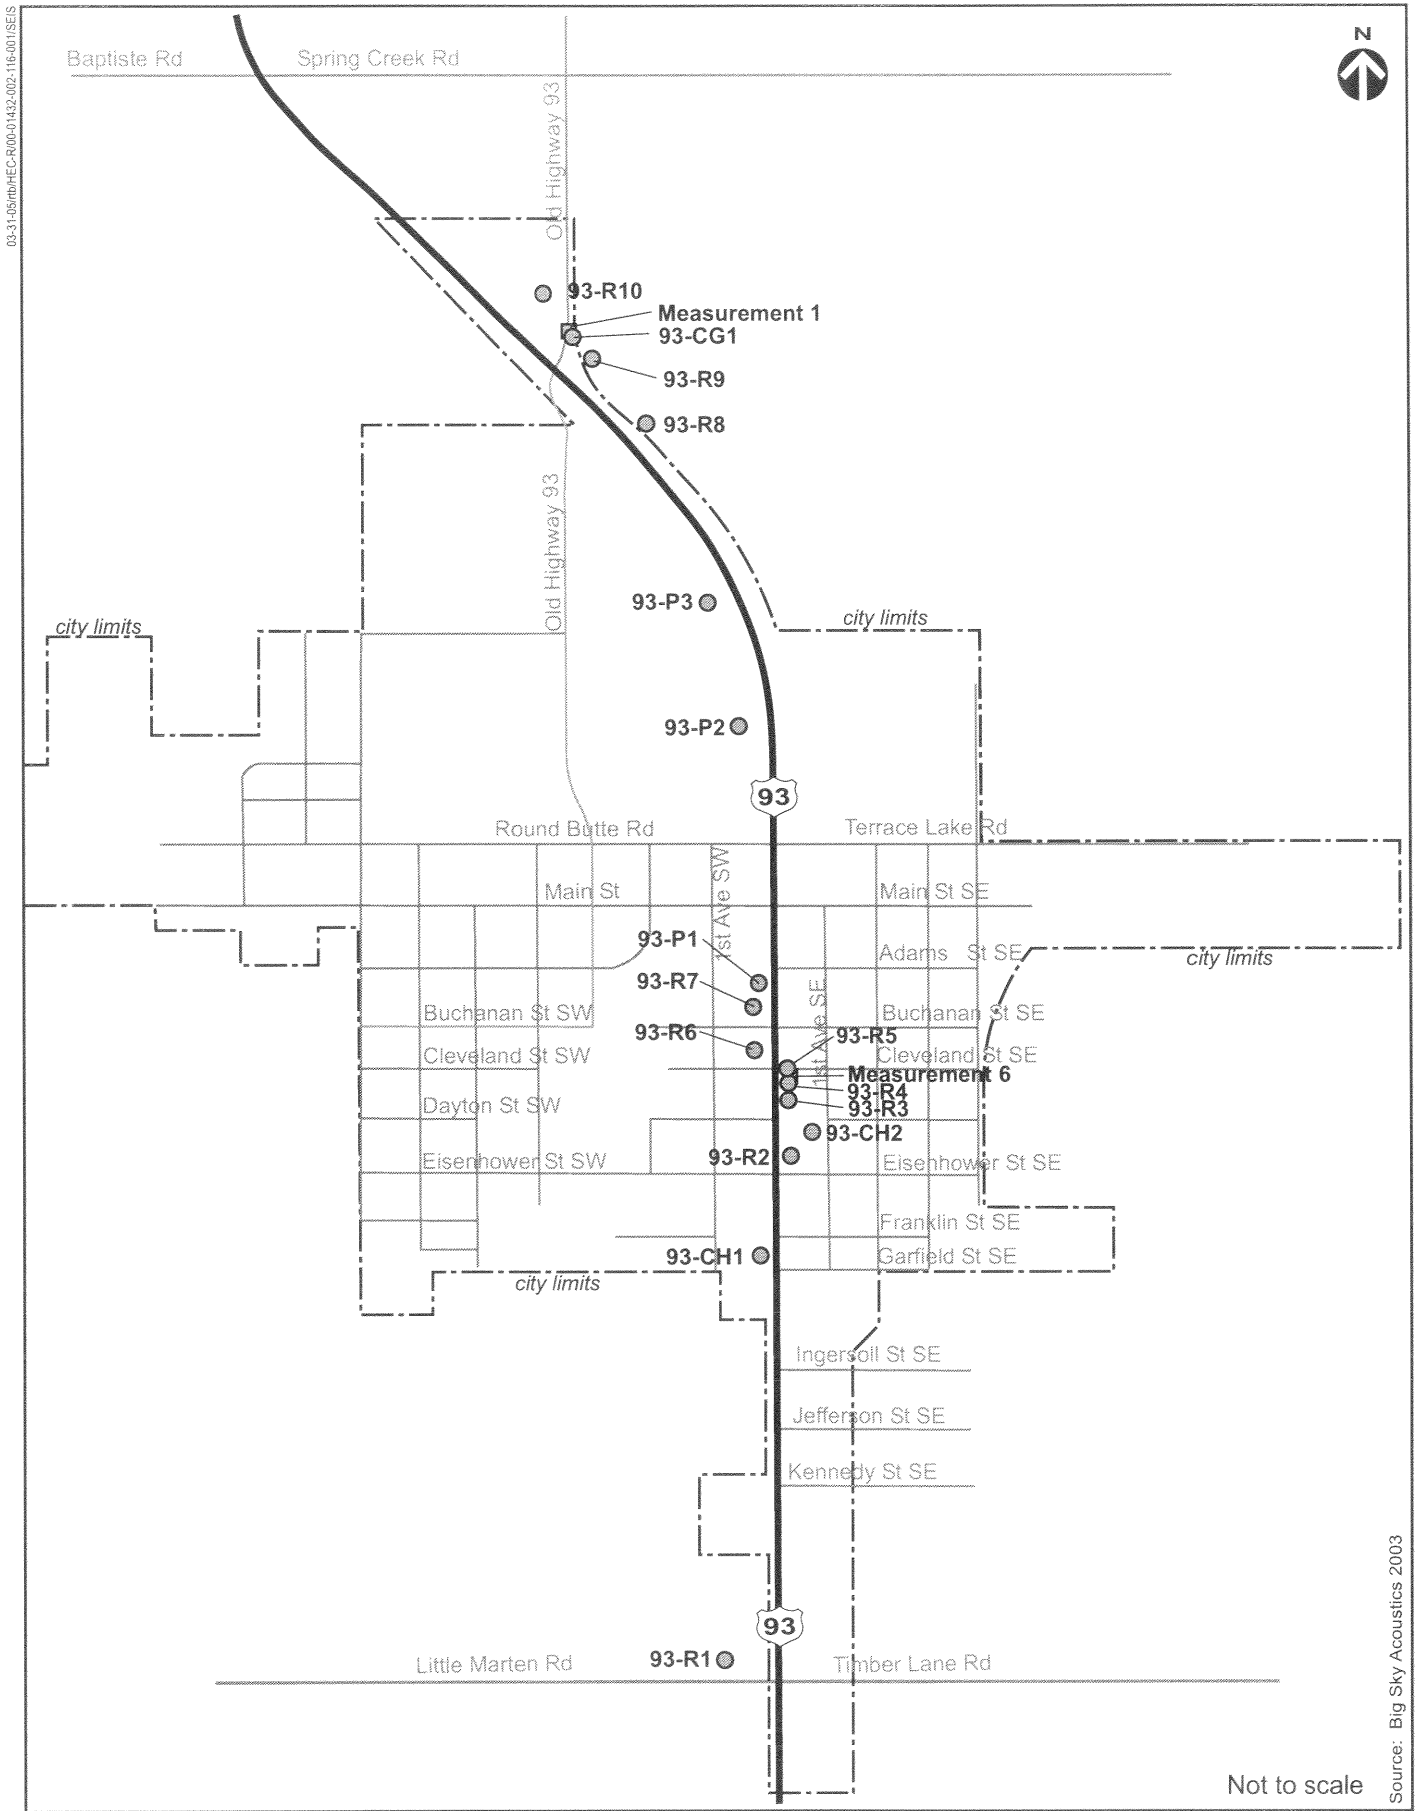 03-31-05/rtb/HEC-R/00-01432-002-116-001/SEIS
N
Baptiste Rd
Spring Creek Rd
Old Highway 93
93-R10
Measurement 1
93-CG1
93-R9
93-R8
Old Highway 93
93-P3
city limits
city limits
93-P2
93
Round Butte Rd
Terrace Lake Rd
Main St
1st Ave SW
Main St SE
93-P1
Adams St SE
city limits
93-R7
Buchanan St SW
1st Ave SE
Buchanan St SE
93-R6
93-R5
Cleveland St SW
Cleveland St SE
Measurement 6
93-R4
93-R3
Dayton St SW
93-CH2
93-R2
Eisenhower St SW
Eisenhower St SE
Franklin St SE
93-CH1
Garfield St SE
city limits
Ingersoll St SE
Jefferson St SE
Kennedy St SE
93
93-R1
Little Marten Rd
Timber Lane Rd
Not to scale
Source: Big Sky Acoustics 2003